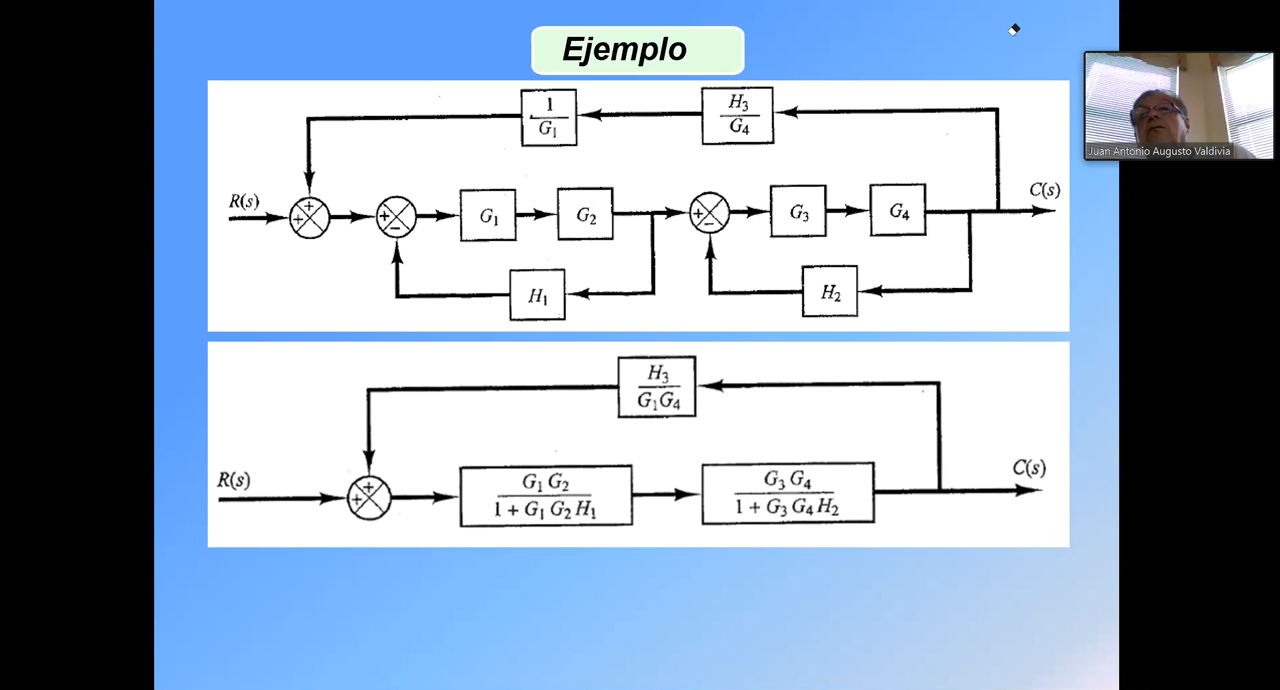 Ejemplo
1
G1
H3
G4
R(s)
C(s)
+
+
+
−
G1
G2
+
−
G3
G4
H1
H2
Juan Antonio Augusto Valdivia
H3
G1G4
R(s)
C(s)
+
+
G1 G2
1 + G1 G2 H1
G3 G4
1 + G3 G4 H2